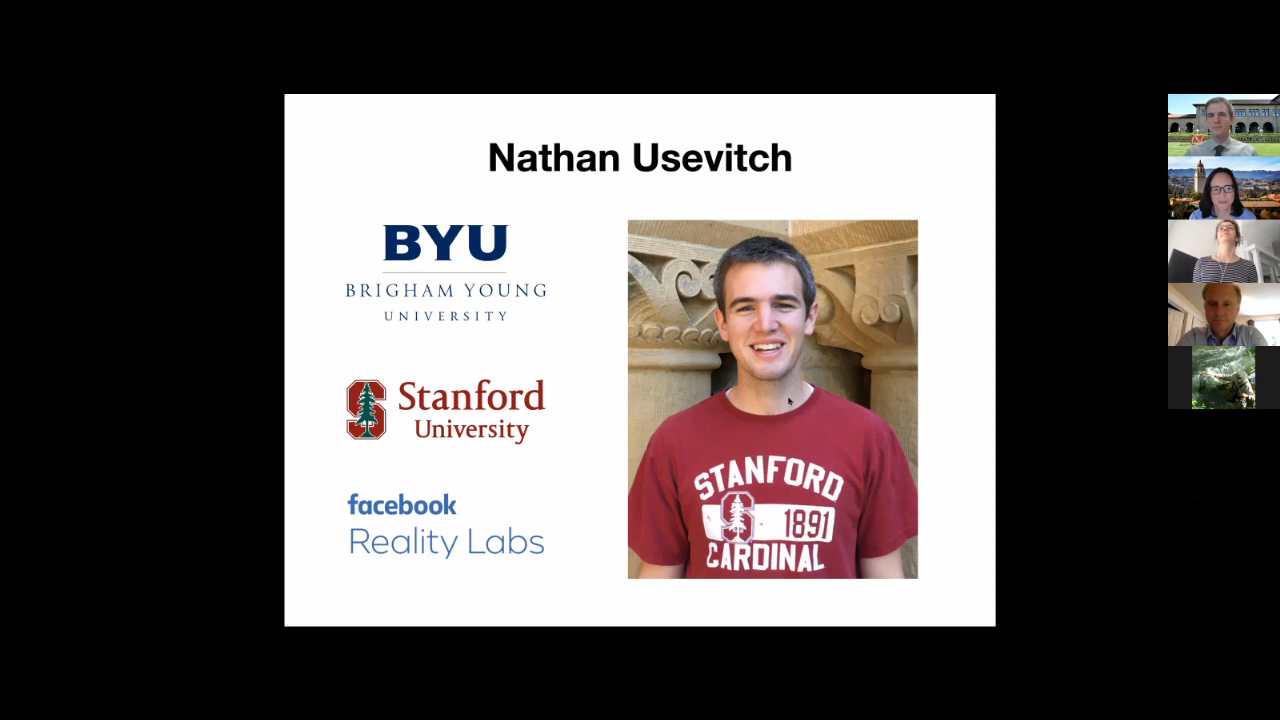 Nathan Usevitch
BYU
BRIGHAM YOUNG
UNIVERSITY
S Stanford
University
facebook
Reality Labs
STANFORD
S 1891
CARDINAL